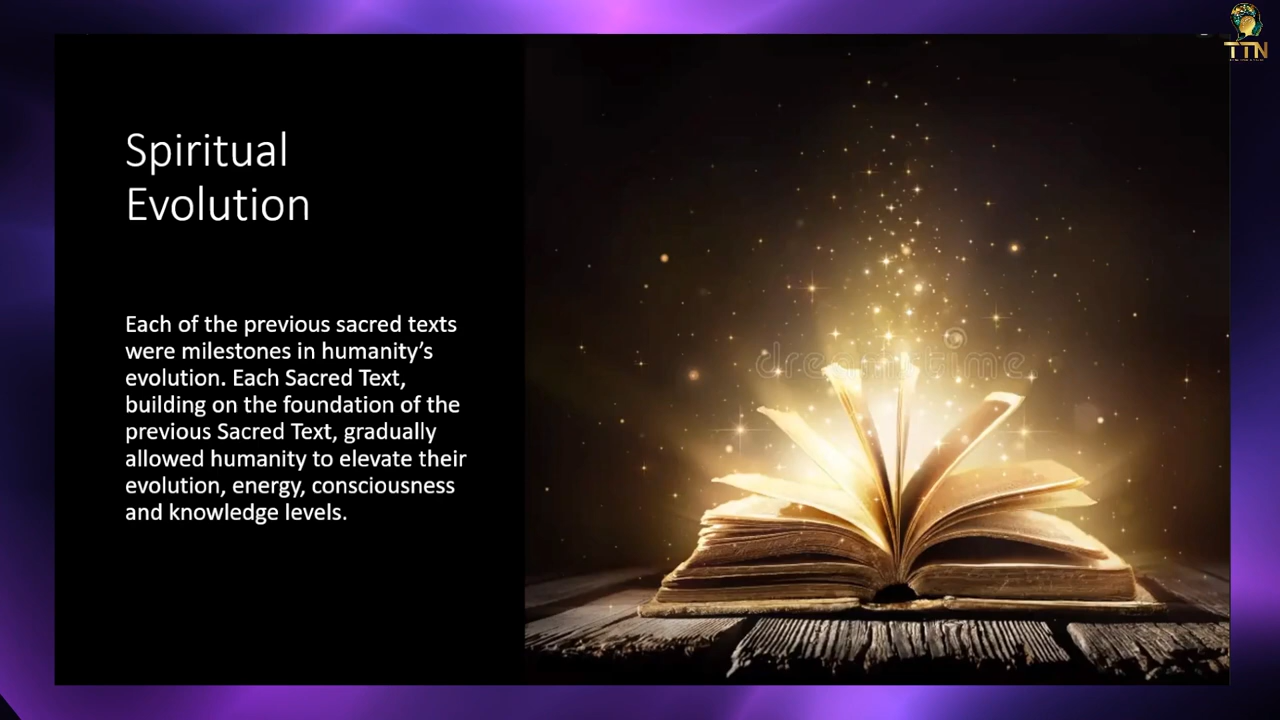 TTN
Spiritual
Evolution
Each of the previous sacred texts
were milestones in humanity’s
evolution. Each Sacred Text,
building on the foundation of the
previous Sacred Text, gradually
allowed humanity to elevate their
evolution, energy, consciousness
and knowledge levels.
dreamstime